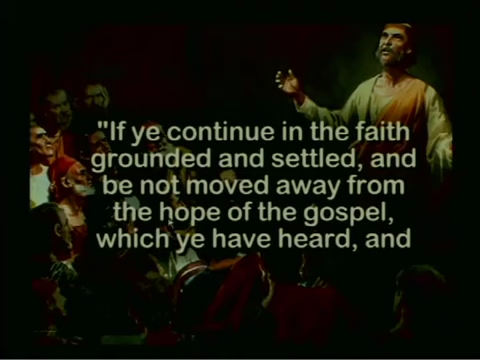 "If ye continue in the faith
grounded and settled, and
be not moved away from
the hope of the gospel,
which ye have heard, and